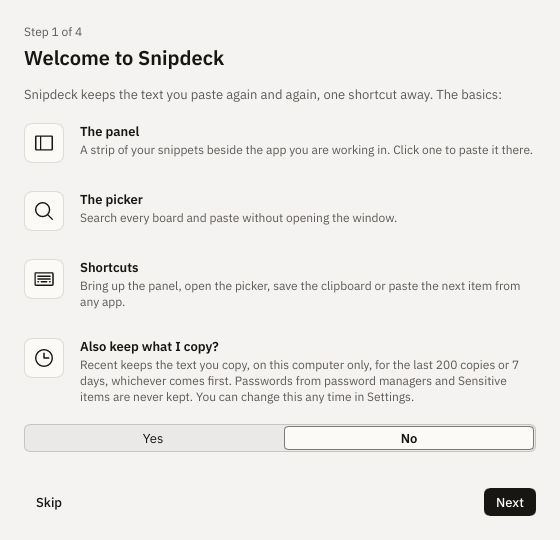 Step 1 of 4
Welcome to Snipdeck
Snipdeck keeps the text you paste again and again, one shortcut away. The basics:
The panel
A strip of your snippets beside the app you are working in. Click one to paste it there.
The picker
Search every board and paste without opening the window.
Shortcuts
Bring up the panel, open the picker, save the clipboard or paste the next item from
any app.
Also keep what I copy?
Recent keeps the text you copy, on this computer only, for the last 200 copies or 7
days, whichever comes first. Passwords from password managers and Sensitive
items are never kept. You can change this any time in Settings.
Yes
No
Skip
Next